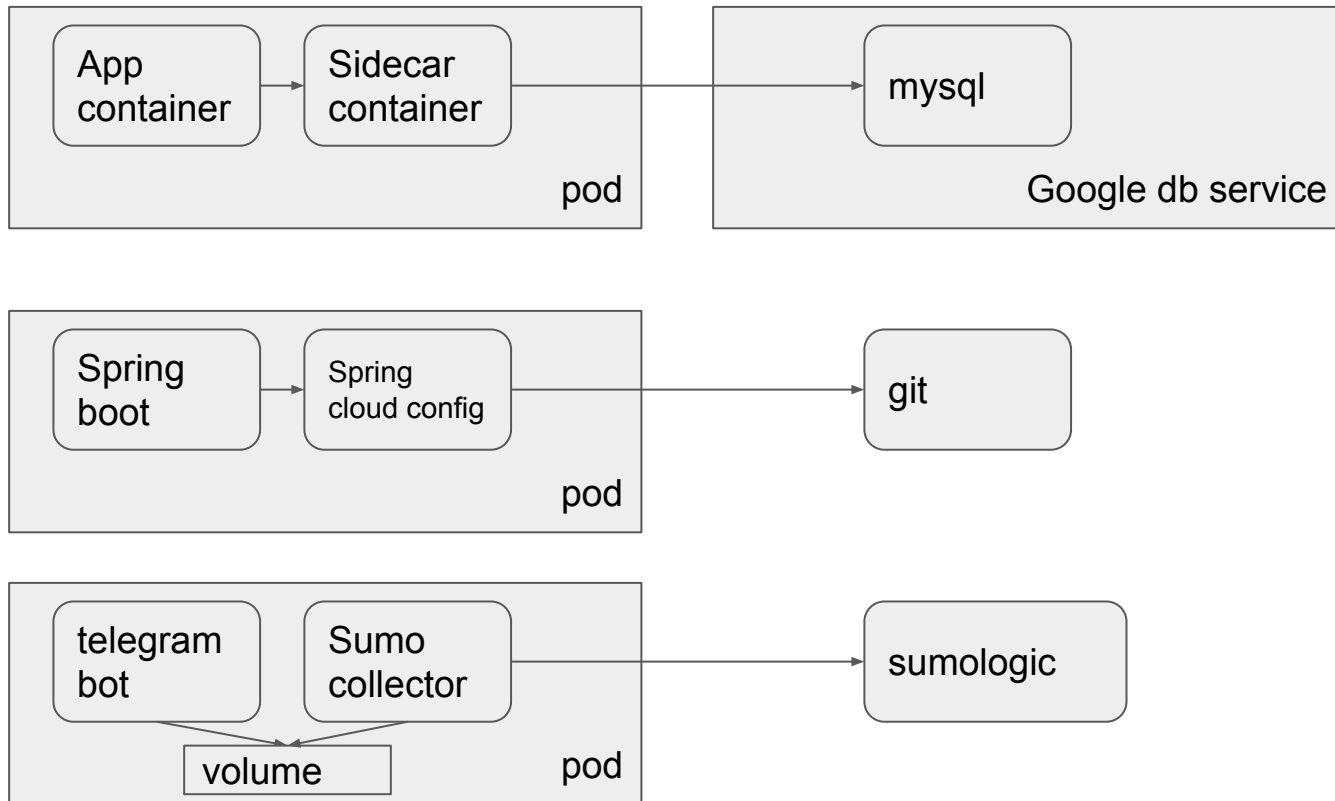 App
container
Sidecar
container
mysql
pod
Google db service
Spring
boot
Spring
cloud config
git
pod
telegram
bot
Sumo
collector
sumologic
volume
pod